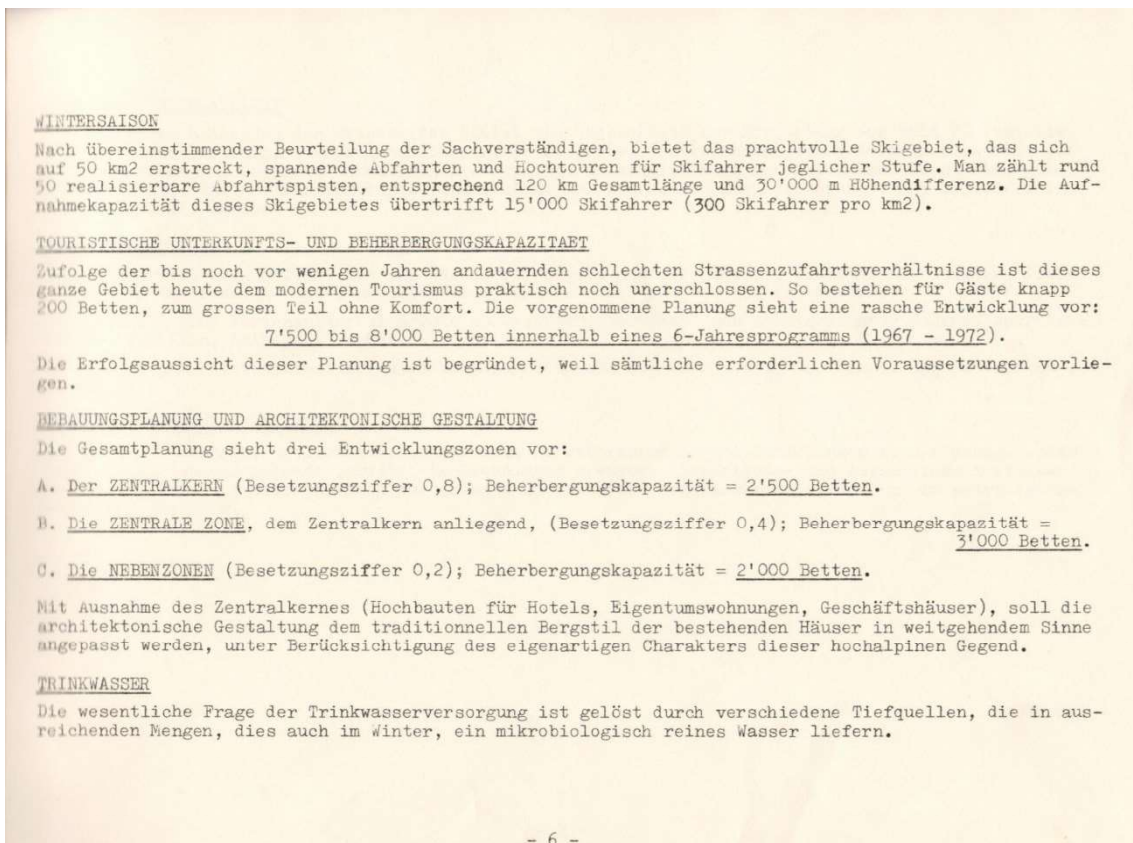 WINTERSAISON
Nach übereinstimmender Beurteilung der Sachverständigen, bietet das prachtvolle Skigebiet, das sich
auf 50 km2 erstreckt, spannende Abfahrten und Hochtouren für Skifahrer jeglicher Stufe. Man zählt rund
50 realisierbare Abfahrtspisten, entsprechend 120 km Gesamtlänge und 30'000 m Höhendifferenz. Die Auf-
nahmekapazität dieses Skigebietes übertrifft 15'000 Skifahrer (300 Skifahrer pro km2).
TOURISTISCHE UNTERKUNFTS- UND BEHERBERGUNGSKAPAZITAET
Zufolge der bis noch vor wenigen Jahren andauernden schlechten Strassenzufahrtsverhältnisse ist dieses
ganze Gebiet heute dem modernen Tourismus praktisch noch unerschlossen. So bestehen für Gäste knapp
200 Betten, zum grossen Teil ohne Komfort. Die vorgenommene Planung sieht eine rasche Entwicklung vor:
7'500 bis 8'000 Betten innerhalb eines 6-Jahresprogramms (1967 - 1972).
Die Erfolgsaussicht dieser Planung ist begründet, weil sämtliche erforderlichen Voraussetzungen vorlie-
gen.
BEBAUUNGSPLANUNG UND ARCHITEKTONISCHE GESTALTUNG
Die Gesamtplanung sieht drei Entwicklungszonen vor:
A. Der ZENTRALKERN (Besetzungsziffer 0,8); Beherbergungskapazität = 2'500 Betten.
B. Die ZENTRALE ZONE, dem Zentralkern anliegend, (Besetzungsziffer 0,4); Beherbergungskapazität =
3'000 Betten.
C. Die NEBENZONEN (Besetzungsziffer 0,2); Beherbergungskapazität = 2'000 Betten.
Mit Ausnahme des Zentralkernes (Hochbauten für Hotels, Eigentumswohnungen, Geschäftshäuser), soll die
architektonische Gestaltung dem traditionnellen Bergstil der bestehenden Häuser in weitgehendem Sinne
angepasst werden, unter Berücksichtigung des eigenartigen Charakters dieser hochalpinen Gegend.
TRINKWASSER
Die wesentliche Frage der Trinkwasserversorgung ist gelöst durch verschiedene Tiefquellen, die in aus-
reichenden Mengen, dies auch im Winter, ein mikrobiologisch reines Wasser liefern.
- 6 -